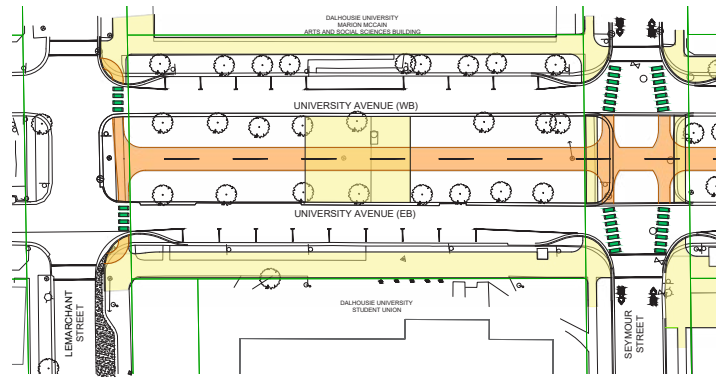 DALHOUSIE UNIVERSITY
MARION MCCAIN
ARTS AND SOCIAL SCIENCES BUILDING
UNIVERSITY AVENUE (WB)
UNIVERSITY AVENUE (EB)
DALHOUSIE UNIVERSITY
STUDENT UNION
LEMARCHANT
STREET
SEYMOUR
STREET